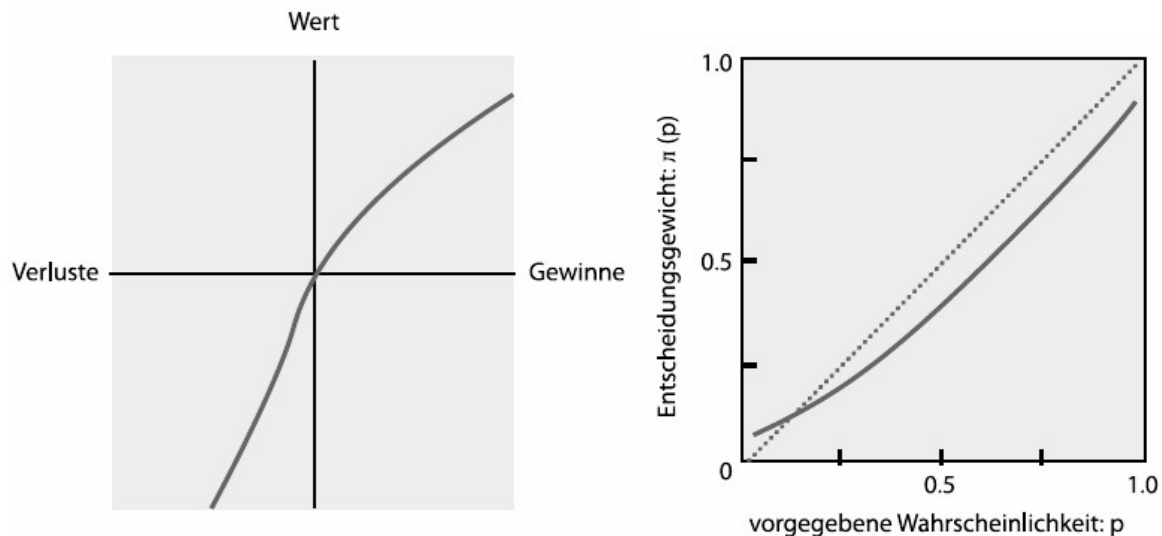 Wert
Verluste
Gewinne
1.0
0.5
0
Entscheidungsgewicht: π (p)
0.5
1.0
vorgegebene Wahrscheinlichkeit: p